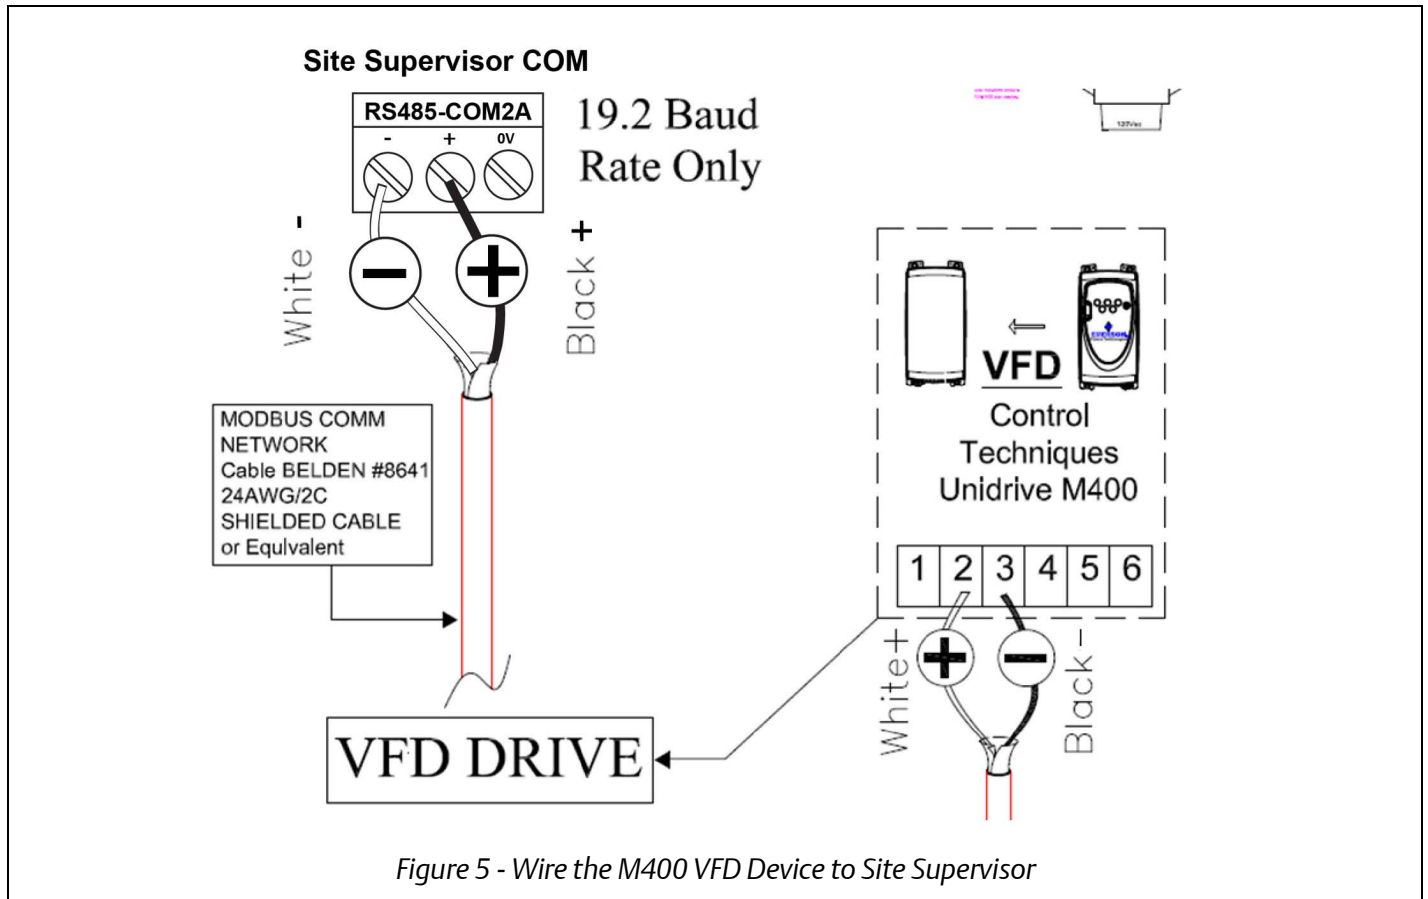 Site Supervisor COM
RS485-COM2A
- + 0V
19.2 Baud
Rate Only
White -
Black +
MODBUS COMM
NETWORK
Cable BELDEN #8641
24AWG/2C
SHIELDED CABLE
or Equlvalent
VFD DRIVE
120Vac
EMERSON
VFD
Control
Techniques
Unidrive M400
1 2 3 4 5 6
White+
Black-
Figure 5 - Wire the M400 VFD Device to Site Supervisor